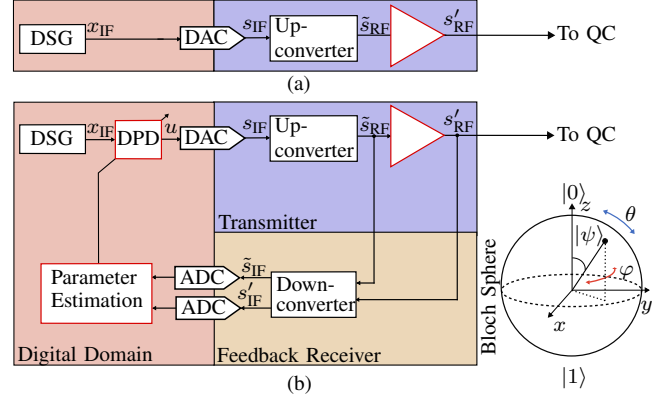 DSG x_IF DAC s_IF Up-converter s̃_RF s′_RF To QC
(a)
DSG x_IF DPD u DAC s_IF Up-converter s̃_RF s′_RF To QC
Transmitter
Parameter
Estimation
ADC s̃_IF
ADC s′_IF
Down-
converter
Digital Domain
Feedback Receiver
(b)
Bloch Sphere
|0⟩
z
θ
|ψ⟩
φ
x
y
|1⟩